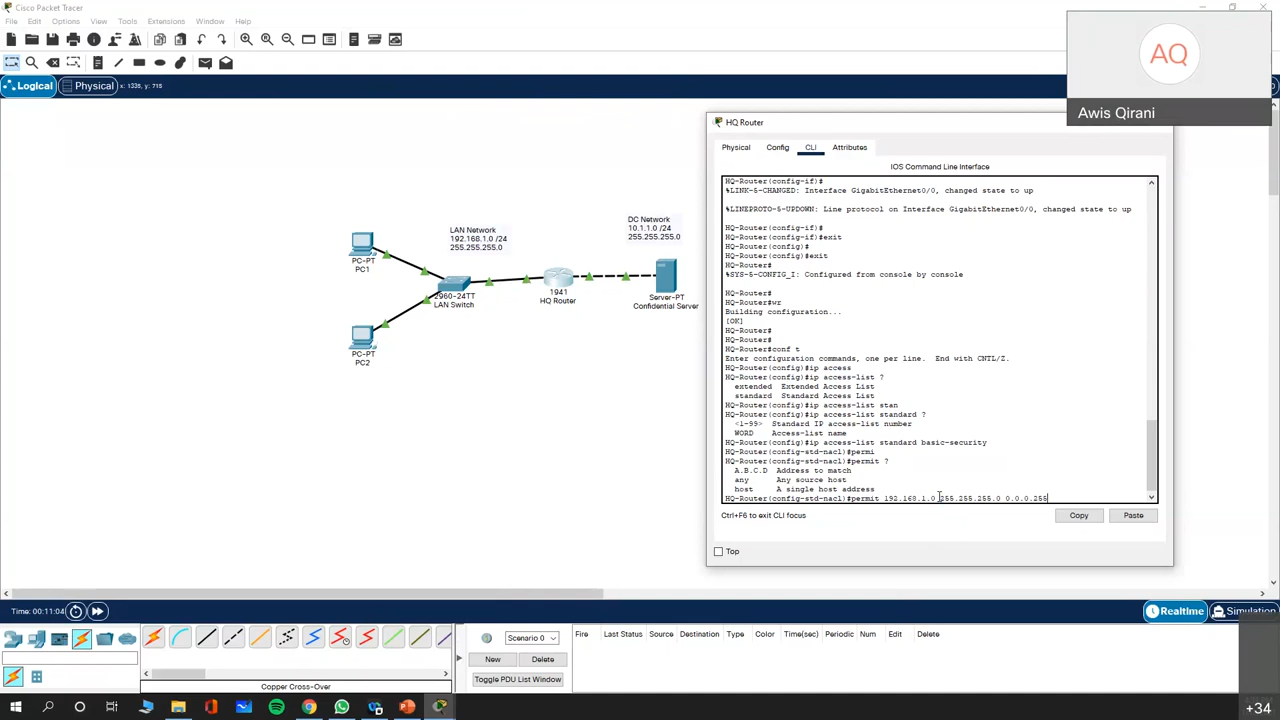 Cisco Packet Tracer
File Edit Options View Tools Extensions Window Help
Logical Physical x: 1335, y: 715
AQ
Awis Qirani
LAN Network
192.168.1.0 /24
255.255.255.0
DC Network
10.1.1.0 /24
255.255.255.0
PC-PT
PC1
2960-24TT
LAN Switch
1941
HQ Router
Server-PT
Confidential Server
PC-PT
PC2
HQ Router
Physical Config CLI Attributes
IOS Command Line Interface
HQ-Router(config-if)#
%LINK-5-CHANGED: Interface GigabitEthernet0/0, changed state to up
%LINEPROTO-5-UPDOWN: Line protocol on Interface GigabitEthernet0/0, changed state to up
HQ-Router(config-if)#
HQ-Router(config-if)#exit
HQ-Router(config)#
HQ-Router(config)#exit
HQ-Router#
%SYS-5-CONFIG_I: Configured from console by console
HQ-Router#
HQ-Router#wr
Building configuration...
[OK]
HQ-Router#
HQ-Router#
HQ-Router#conf t
Enter configuration commands, one per line. End with CNTL/Z.
HQ-Router(config)#ip access
HQ-Router(config)#ip access-list ?
extended Extended Access List
standard Standard Access List
HQ-Router(config)#ip access-list stan
HQ-Router(config)#ip access-list standard ?
<1-99> Standard IP access-list number
WORD Access-list name
HQ-Router(config)#ip access-list standard basic-security
HQ-Router(config-std-nacl)#permi
HQ-Router(config-std-nacl)#permit ?
A.B.C.D Address to match
any Any source host
host A single host address
HQ-Router(config-std-nacl)#permit 192.168.1.0 255.255.255.0 0.0.0.255
Ctrl+F6 to exit CLI focus
Copy Paste
Top
Time: 00:11:04
Realtime Simulation
Scenario 0
New Delete
Toggle PDU List Window
Fire Last Status Source Destination Type Color Time(sec) Periodic Num Edit Delete
Copper Cross-Over
+34